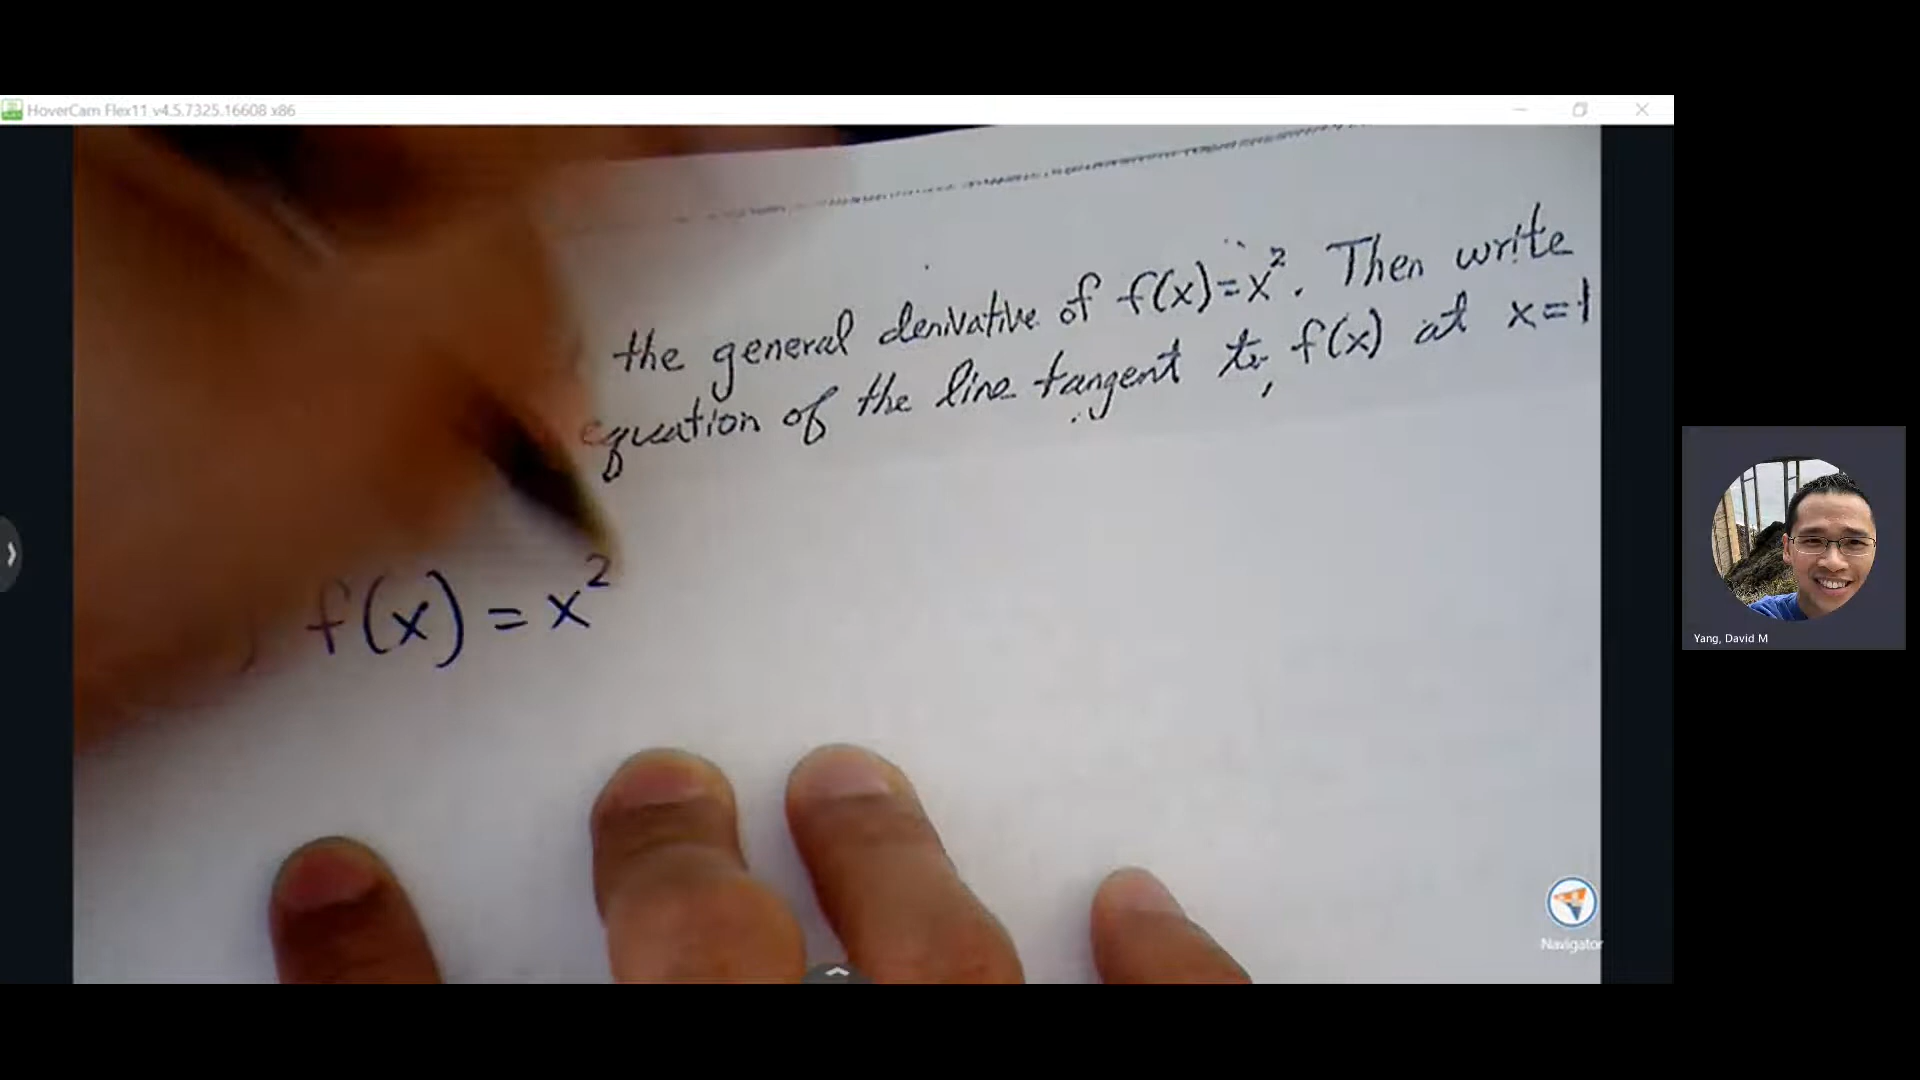 HoverCam Flex11 v4.5.7325.16608 x86
the general derivative of f(x)=x². Then write
equation of the line tangent to f(x) at x=1
) f(x) = x²
Yang, David M
Navigator